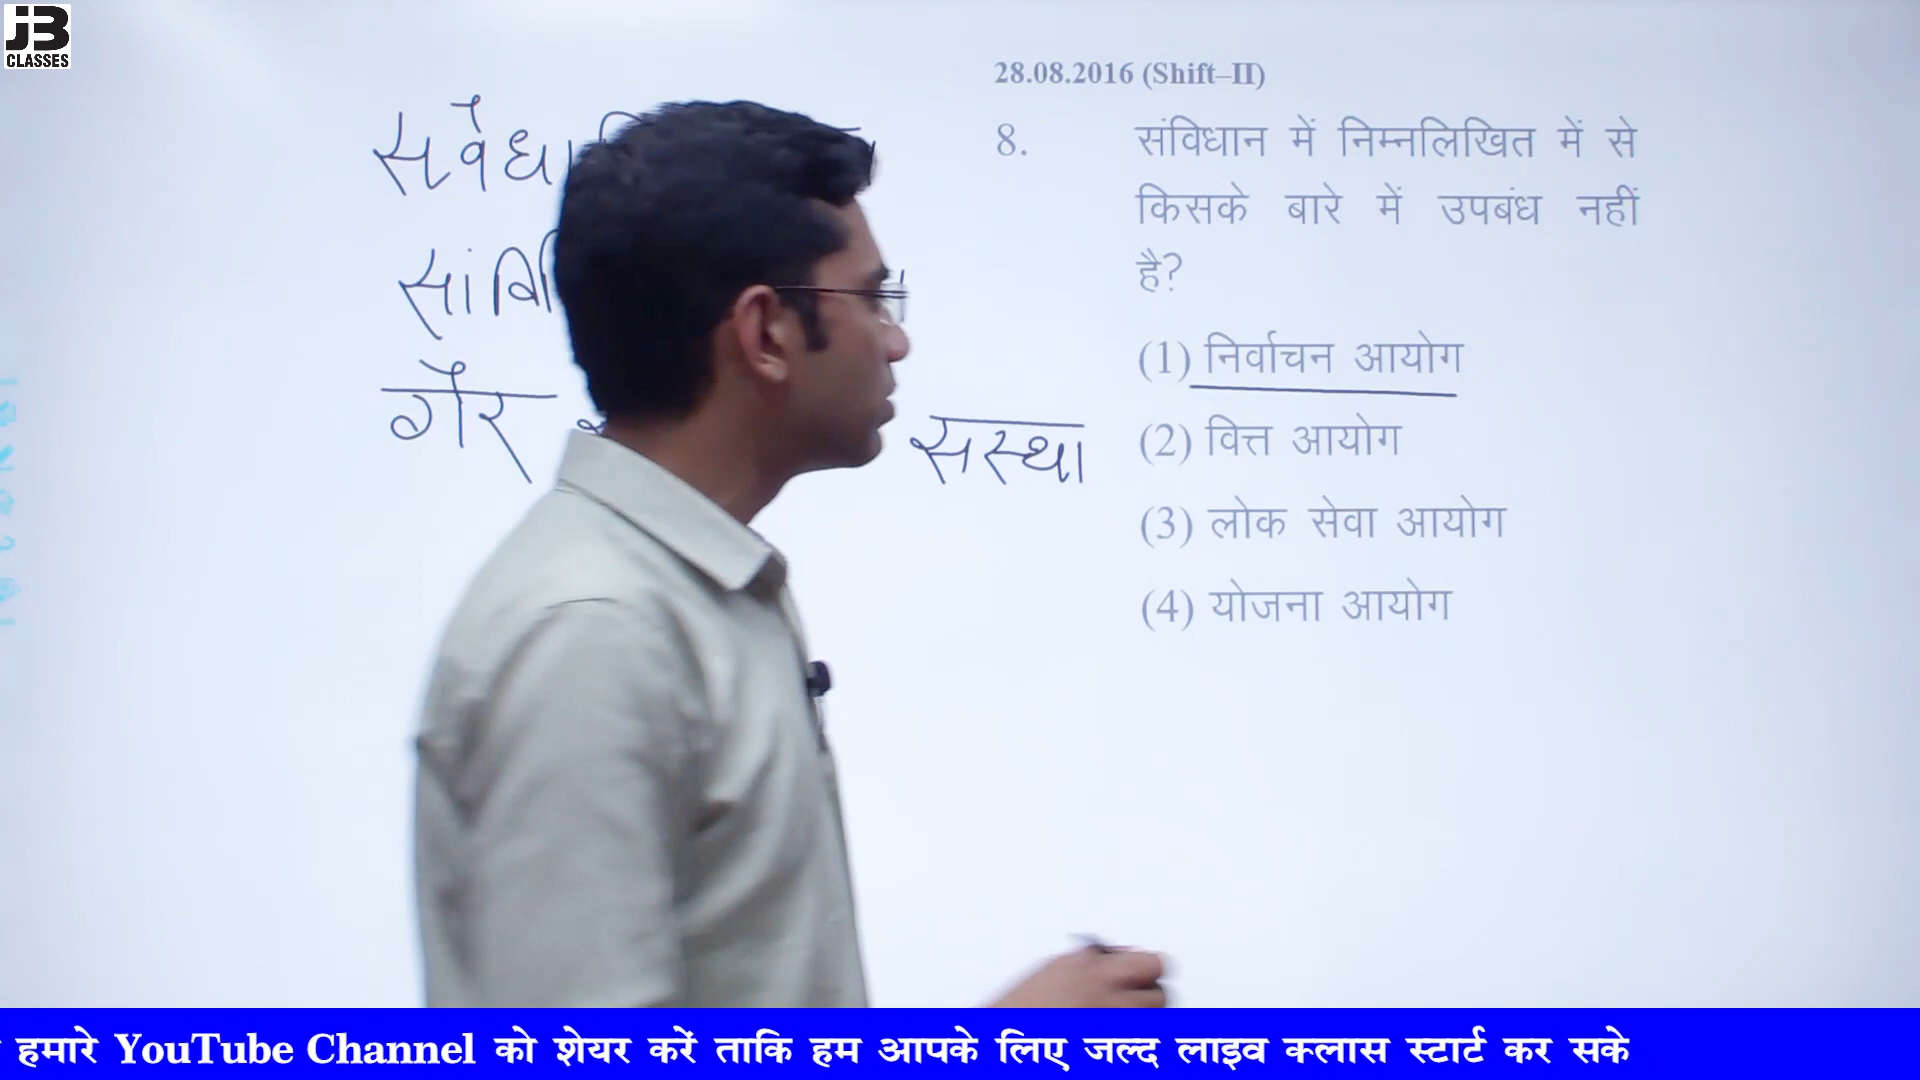 JB
CLASSES
28.08.2016 (Shift–II)
8. संविधान में निम्नलिखित में से
किसके बारे में उपबंध नहीं
है?
(1) निर्वाचन आयोग
(2) वित्त आयोग
(3) लोक सेवा आयोग
(4) योजना आयोग
गैर सस्था
हमारे YouTube Channel को शेयर करें ताकि हम आपके लिए जल्द लाइव क्लास स्टार्ट कर सके